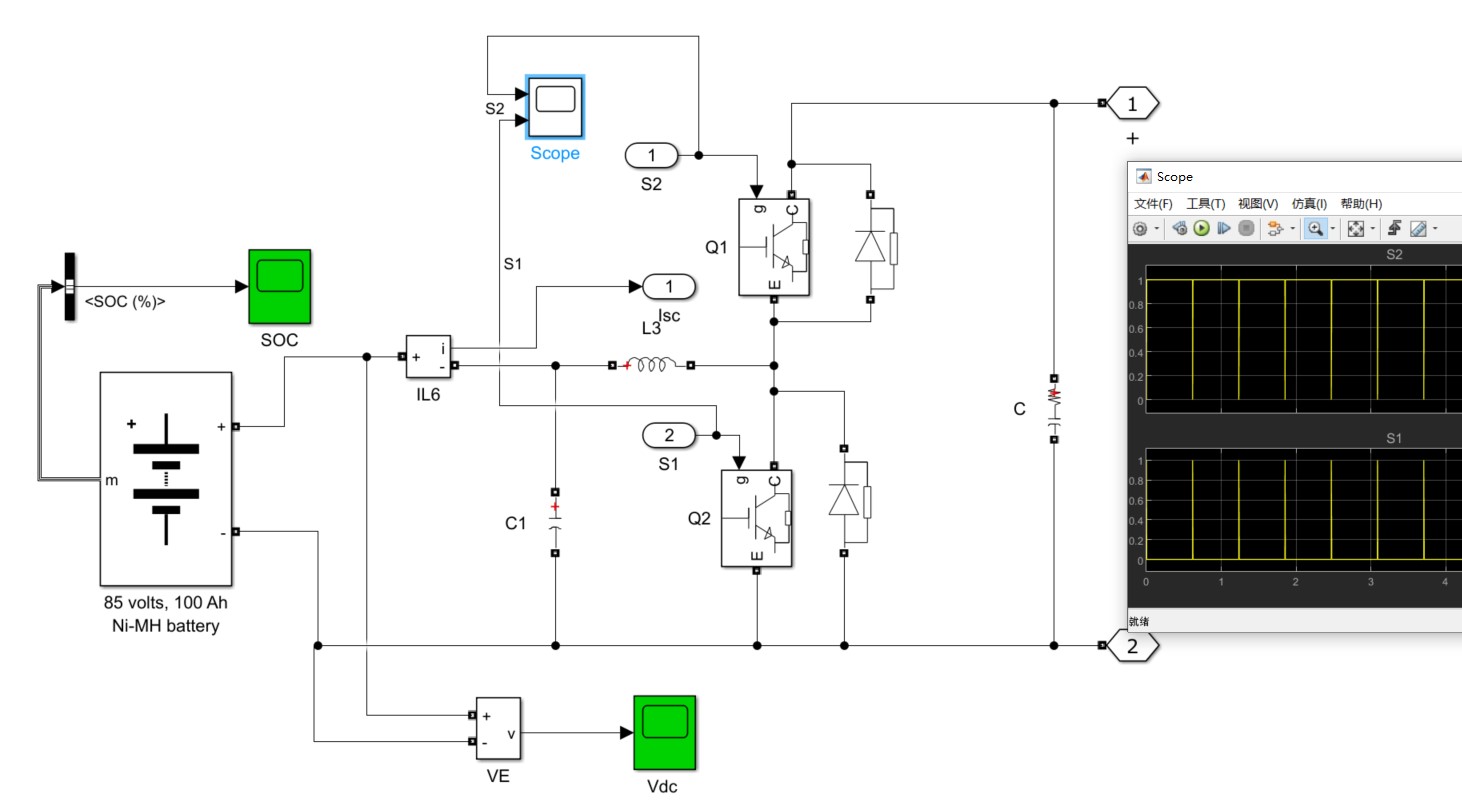 S2
Scope
1
S2
g
C
Q1
E
1
+
<SOC (%)>
SOC
S1
1
Isc
L3
+
i
-
IL6
+
+
m
-
85 volts, 100 Ah
Ni-MH battery
+
C1
2
S1
g
C
Q2
E
C
2
+
-
v
VE
Vdc
Scope
文件(F) 工具(T) 视图(V) 仿真(I) 帮助(H)
S2
1
0.8
0.6
0.4
0.2
0
S1
1
0.8
0.6
0.4
0.2
0
0 1 2 3 4
就绪